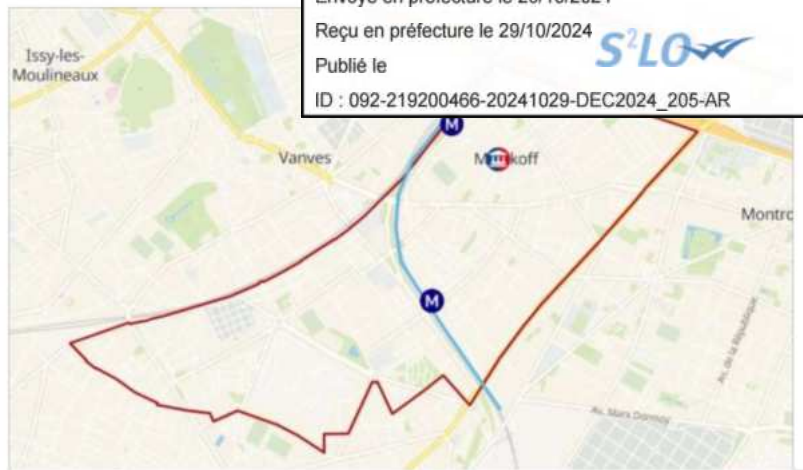 Reçu en préfecture le 29/10/2024
S²LO
Publié le
ID : 092-219200466-20241029-DEC2024_205-AR
Issy-les-
Moulineaux
M
Vanves
Montro
M
Av. de la République
Av. Marx Dormoy